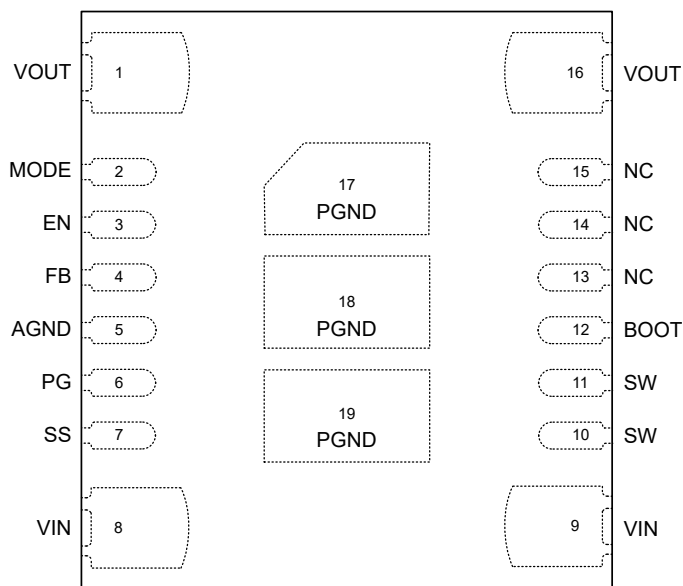 VOUT 1 16 VOUT
MODE 2 15 NC
17
PGND
EN 3 14 NC
FB 4 13 NC
18
PGND
AGND 5 12 BOOT
PG 6 11 SW
19
PGND
SS 7 10 SW
VIN 8 9 VIN